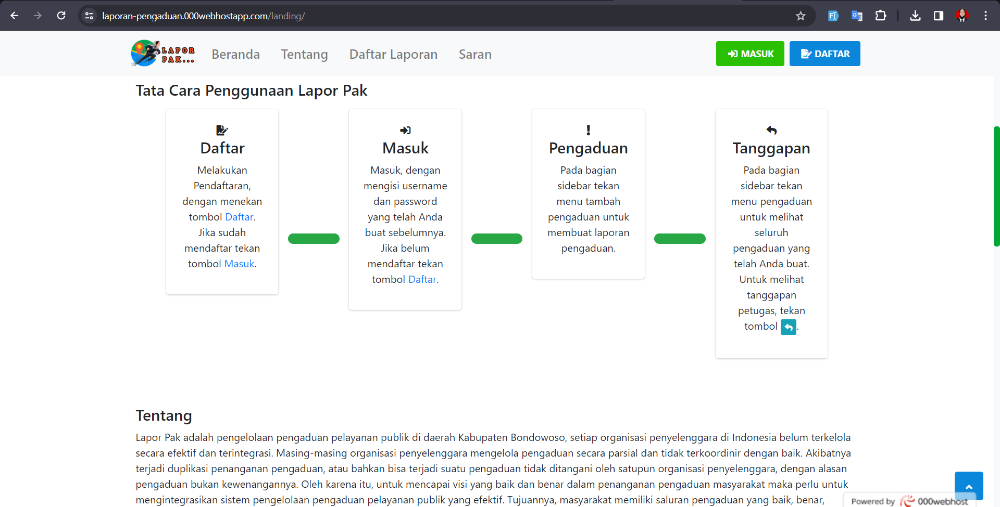 laporan-pengaduan.000webhostapp.com/landing/
LAPOR
PAK...
Beranda
Tentang
Daftar Laporan
Saran
MASUK
DAFTAR
Tata Cara Penggunaan Lapor Pak
Daftar
Melakukan
Pendaftaran,
dengan menekan
tombol Daftar.
Jika sudah
mendaftar tekan
tombol Masuk.
Masuk
Masuk, dengan
mengisi username
dan password
yang telah Anda
buat sebelumnya.
Jika belum
mendaftar tekan
tombol Daftar.
Pengaduan
Pada bagian
sidebar tekan
menu tambah
pengaduan untuk
membuat laporan
pengaduan.
Tanggapan
Pada bagian
sidebar tekan
menu pengaduan
untuk melihat
seluruh
pengaduan yang
telah Anda buat.
Untuk melihat
tanggapan
petugas, tekan
tombol .
Tentang
Lapor Pak adalah pengelolaan pengaduan pelayanan publik di daerah Kabupaten Bondowoso, setiap organisasi penyelenggara di Indonesia belum terkelola
secara efektif dan terintegrasi. Masing-masing organisasi penyelenggara mengelola pengaduan secara parsial dan tidak terkoordinir dengan baik. Akibatnya
terjadi duplikasi penanganan pengaduan, atau bahkan bisa terjadi suatu pengaduan tidak ditangani oleh satupun organisasi penyelenggara, dengan alasan
pengaduan bukan kewenangannya. Oleh karena itu, untuk mencapai visi yang baik dan benar dalam penanganan pengaduan masyarakat maka perlu untuk
mengintegrasikan sistem pengelolaan pengaduan pelayanan publik yang efektif. Tujuannya, masyarakat memiliki saluran pengaduan yang baik, benar,
Powered by 000webhost